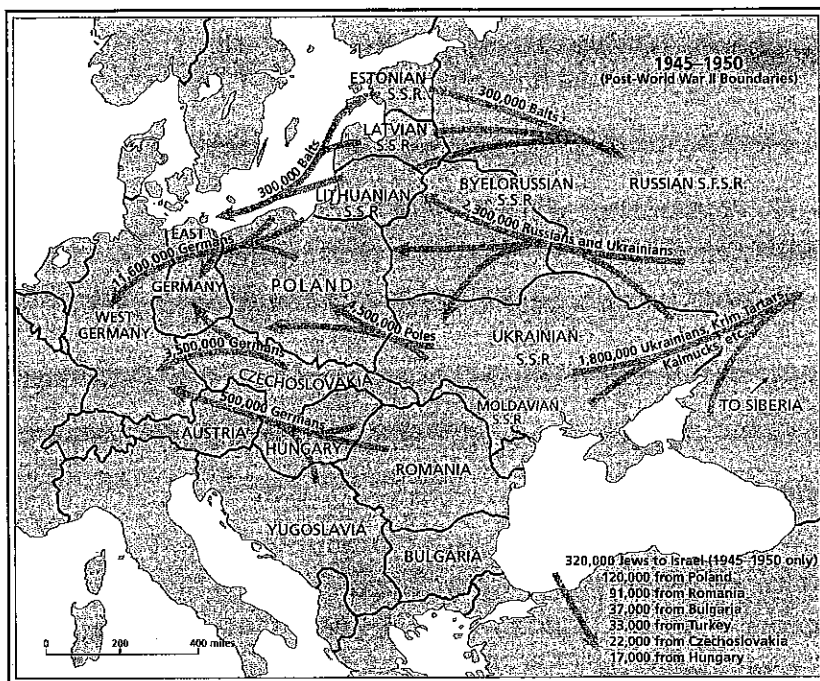 1945–1950
(Post-World War II Boundaries)
ESTONIAN
S.S.R.
300,000 Balts
LATVIAN
S.S.R.
300,000 Balts
LITHUANIAN
S.S.R.
BYELORUSSIAN
S.S.R.
RUSSIAN S.F.S.R.
2,300,000 Russians and Ukrainians
EAST
GERMANY
11,600,000 Germans
POLAND
WEST
GERMANY
4,500,000 Poles
UKRAINIAN
S.S.R.
1,800,000 Ukrainians, Krim Tartars,
Kalmucks, etc.
TO SIBERIA
3,500,000 Germans
CZECHOSLOVAKIA
500,000 Germans
AUSTRIA
HUNGARY
MOLDAVIAN
S.S.R.
ROMANIA
YUGOSLAVIA
BULGARIA
320,000 Jews to Israel (1945–1950 only)
120,000 from Poland
91,000 from Romania
37,000 from Bulgaria
33,000 from Turkey
22,000 from Czechoslovakia
17,000 from Hungary
0 200 400 miles